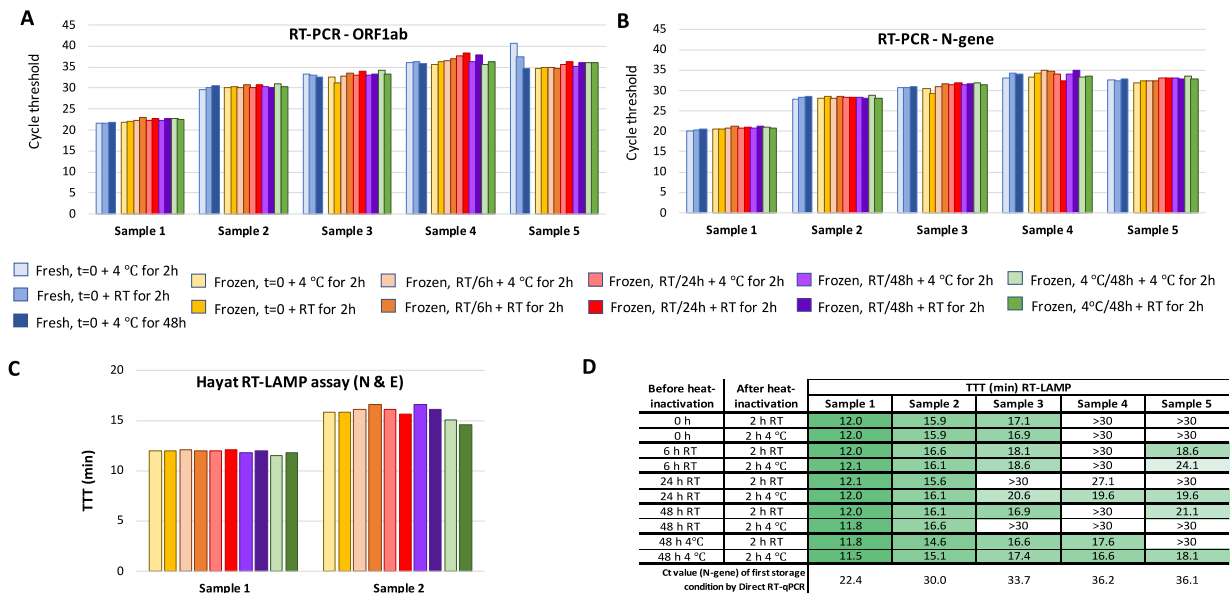 A
RT-PCR - ORF1ab
Cycle threshold
45
40
35
30
25
20
15
10
5
0
Sample 1 Sample 2 Sample 3 Sample 4 Sample 5
B
RT-PCR - N-gene
Cycle threshold
45
40
35
30
25
20
15
10
5
0
Sample 1 Sample 2 Sample 3 Sample 4 Sample 5
Fresh, t=0 + 4 °C for 2h
Fresh, t=0 + RT for 2h
Fresh, t=0 + 4 °C for 48h
Frozen, t=0 + 4 °C for 2h
Frozen, t=0 + RT for 2h
Frozen, RT/6h + 4 °C for 2h
Frozen, RT/6h + RT for 2h
Frozen, RT/24h + 4 °C for 2h
Frozen, RT/24h + RT for 2h
Frozen, RT/48h + 4 °C for 2h
Frozen, RT/48h + RT for 2h
Frozen, 4°C/48h + 4 °C for 2h
Frozen, 4°C/48h + RT for 2h
C
Hayat RT-LAMP assay (N & E)
TTT (min)
20
15
10
5
0
Sample 1 Sample 2
D
Before heat-inactivation After heat-inactivation TTT (min) RT-LAMP
Sample 1 Sample 2 Sample 3 Sample 4 Sample 5
0 h 2 h RT 12.0 15.9 17.1 >30 >30
0 h 2 h 4 °C 12.0 15.9 16.9 >30 >30
6 h RT 2 h RT 12.0 16.6 18.1 >30 18.6
6 h RT 2 h 4 °C 12.1 16.1 18.6 >30 24.1
24 h RT 2 h RT 12.1 15.6 >30 27.1 >30
24 h RT 2 h 4 °C 12.0 16.1 20.6 19.6 19.6
48 h RT 2 h RT 12.0 16.1 16.9 >30 21.1
48 h RT 2 h 4 °C 11.8 16.6 >30 >30 >30
48 h 4°C 2 h RT 11.8 14.6 16.6 17.6 >30
48 h 4 °C 2 h 4 °C 11.5 15.1 17.4 16.6 18.1
Ct value (N-gene) of first storage
condition by Direct RT-qPCR 22.4 30.0 33.7 36.2 36.1